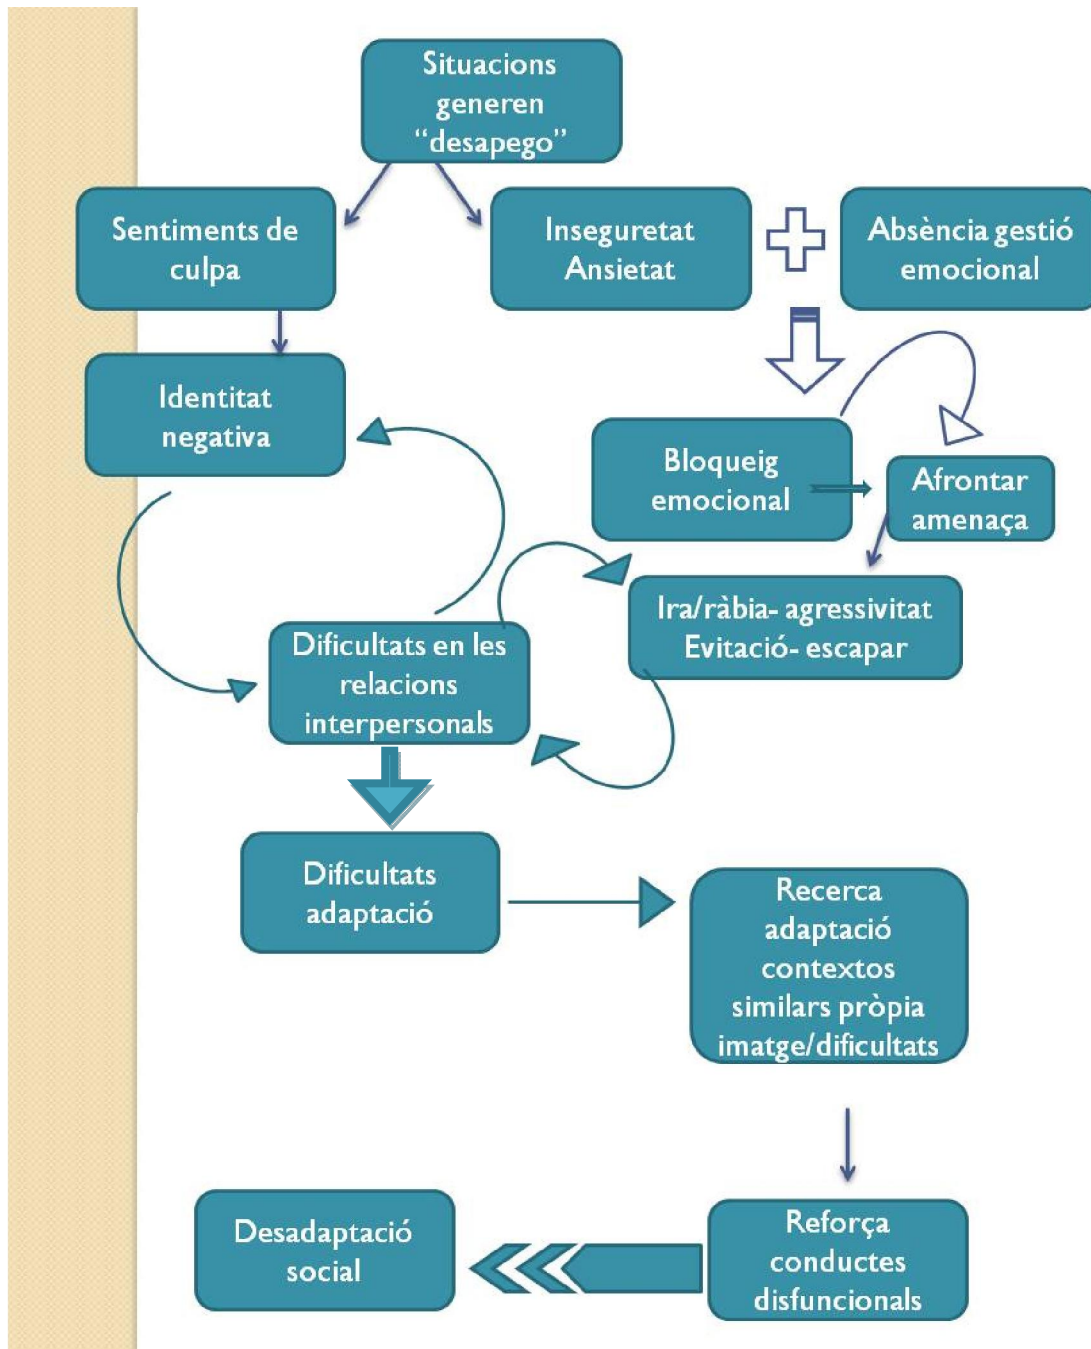 Situacions
generen
“desapego”
Sentiments de
culpa
Inseguretat
Ansietat
Absència gestió
emocional
Identitat
negativa
Bloqueig
emocional
Afrontar
amenaça
Ira/ràbia- agressivitat
Evitació- escapar
Dificultats en les
relacions
interpersonals
Dificultats
adaptació
Recerca
adaptació
contextos
similars pròpia
imatge/dificultats
Reforça
conductes
disfuncionals
Desadaptació
social